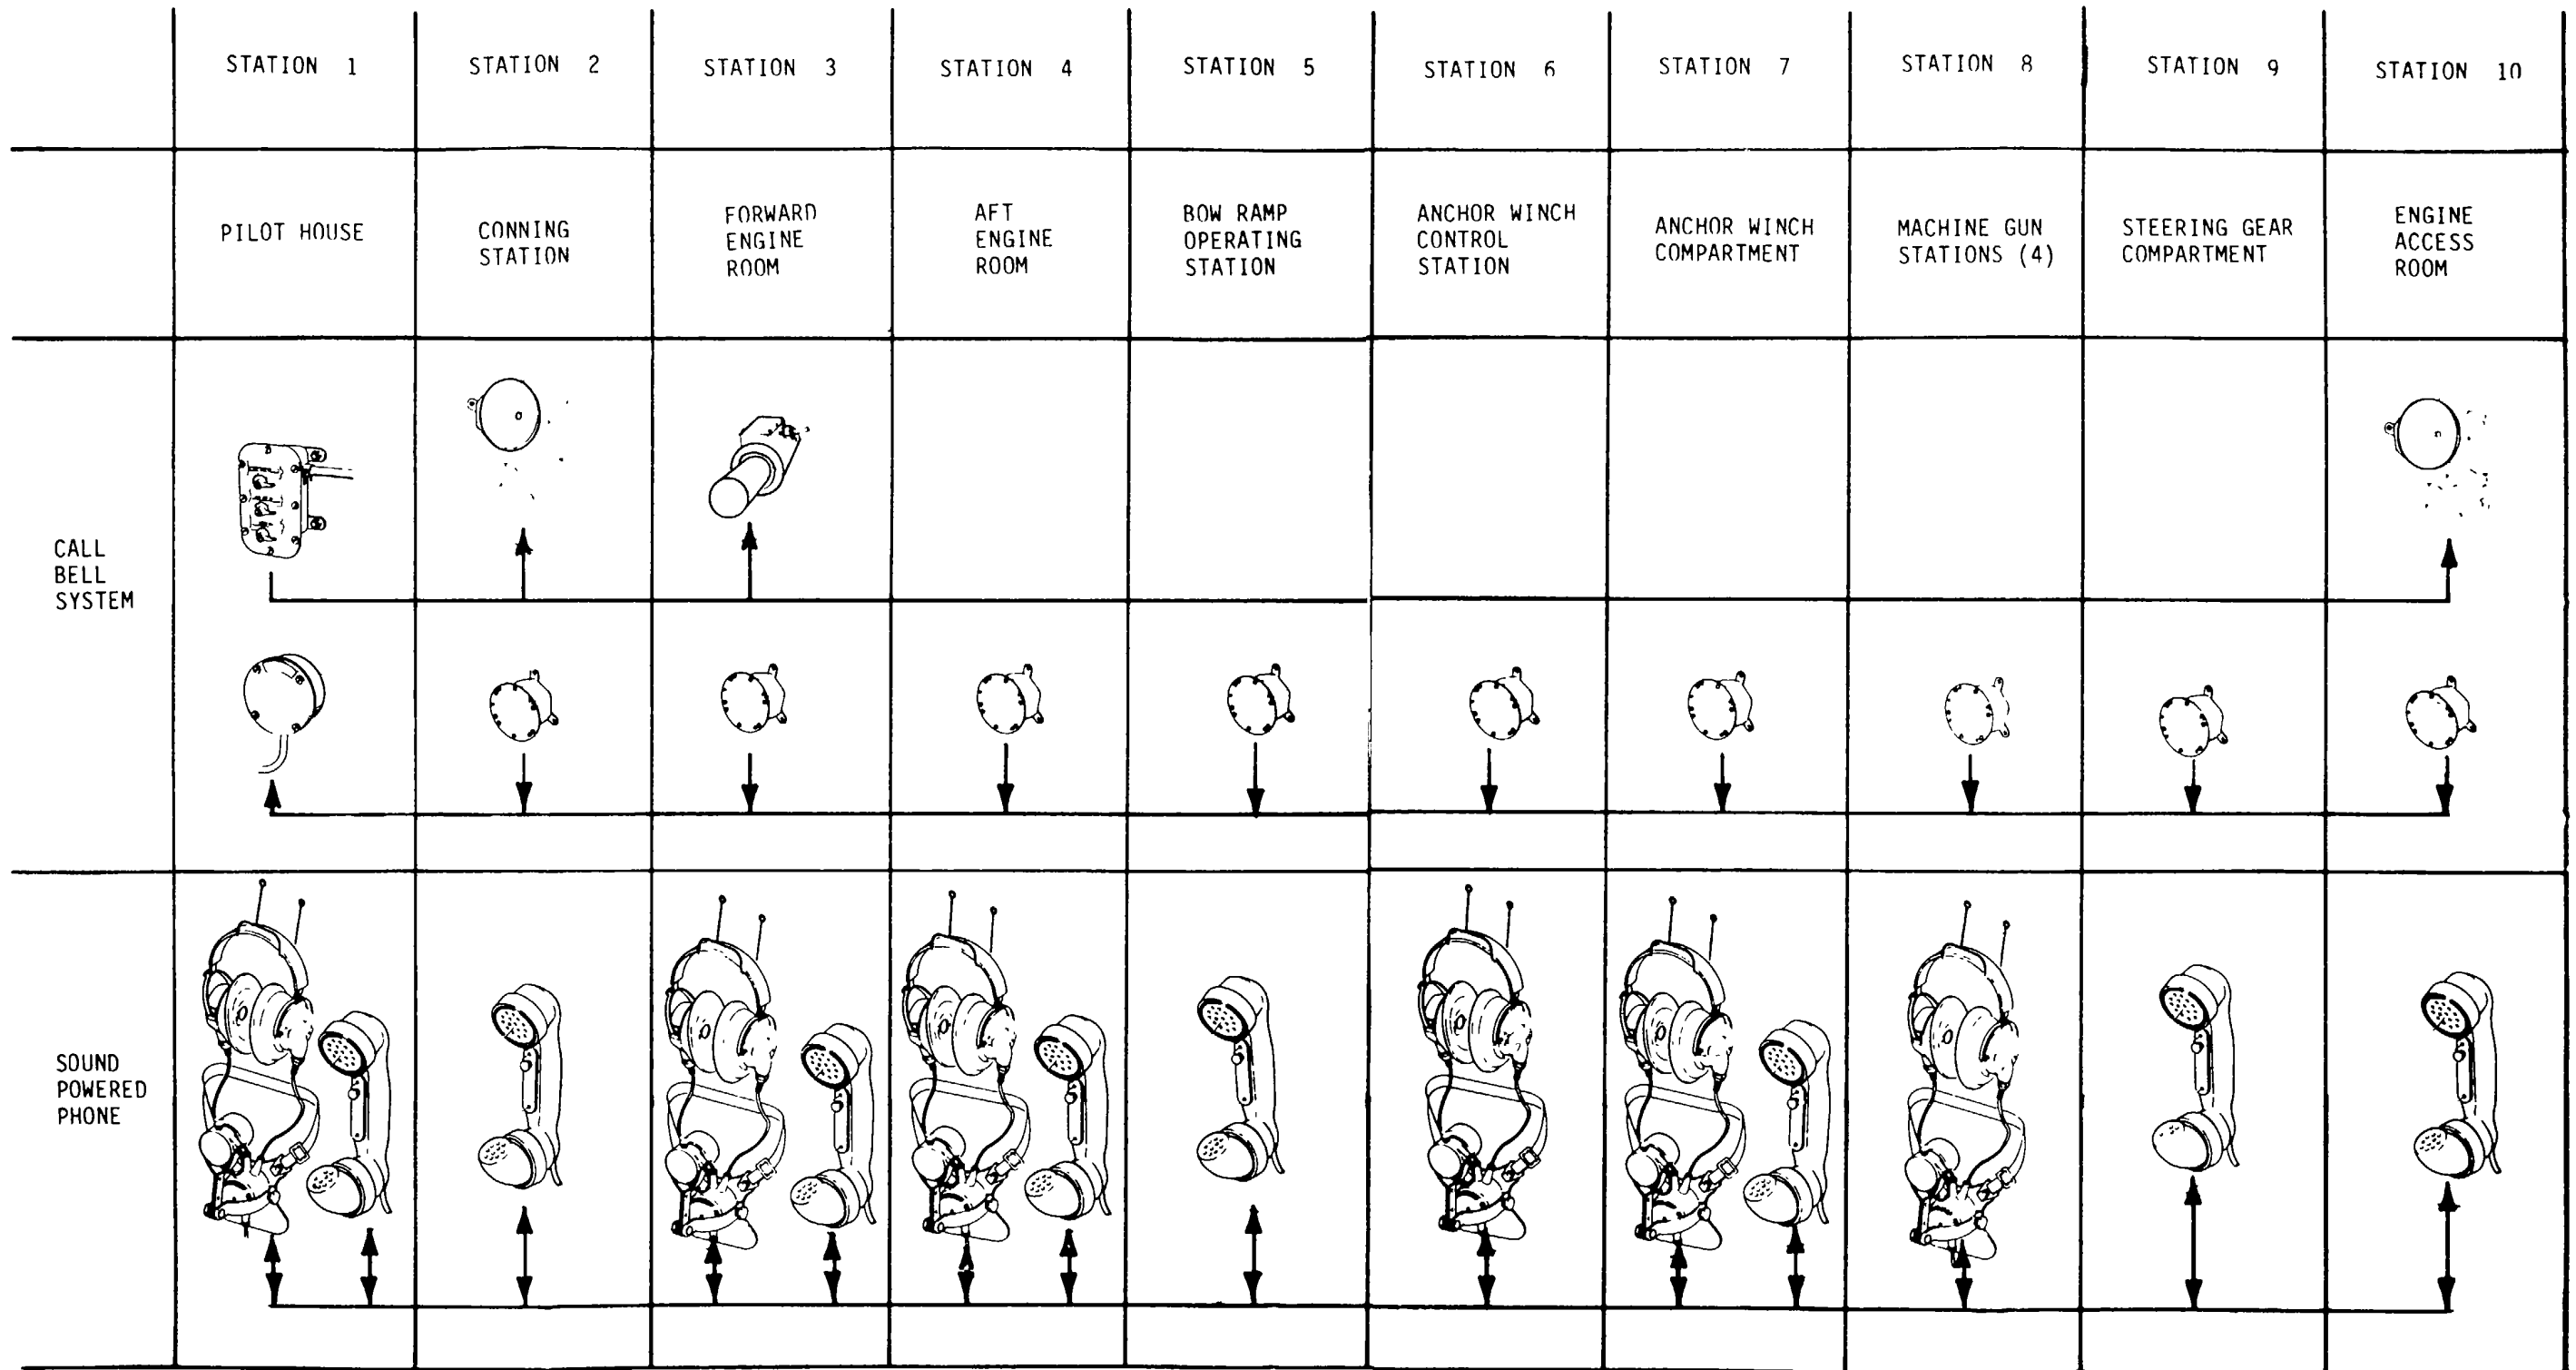 STATION 1
STATION 2
STATION 3
STATION 4
STATION 5
STATION 6
STATION 7
STATION 8
STATION 9
STATION 10
PILOT HOUSE
CONNING
STATION
FORWARD
ENGINE
ROOM
AFT
ENGINE
ROOM
BOW RAMP
OPERATING
STATION
ANCHOR WINCH
CONTROL
STATION
ANCHOR WINCH
COMPARTMENT
MACHINE GUN
STATIONS (4)
STEERING GEAR
COMPARTMENT
ENGINE
ACCESS
ROOM
CALL
BELL
SYSTEM
SOUND
POWERED
PHONE